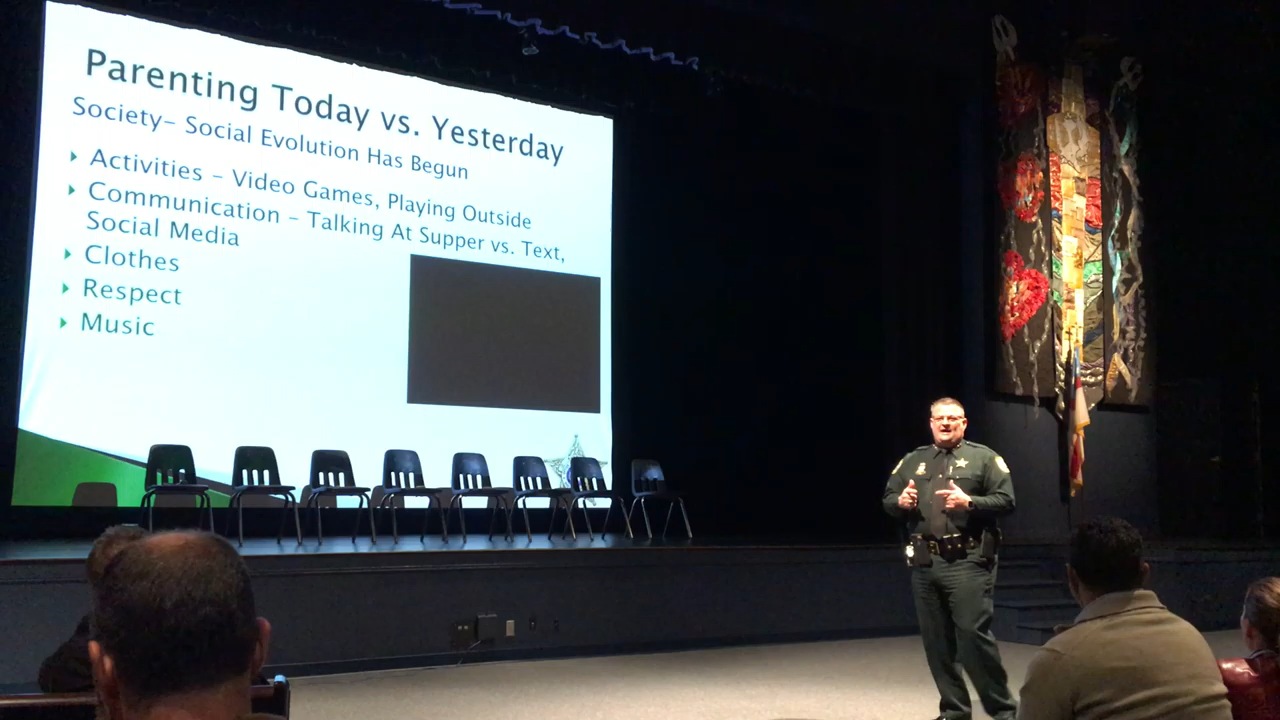 Parenting Today vs. Yesterday
Society– Social Evolution Has Begun
Activities – Video Games, Playing Outside
Communication – Talking At Supper vs. Text,
Social Media
Clothes
Respect
Music